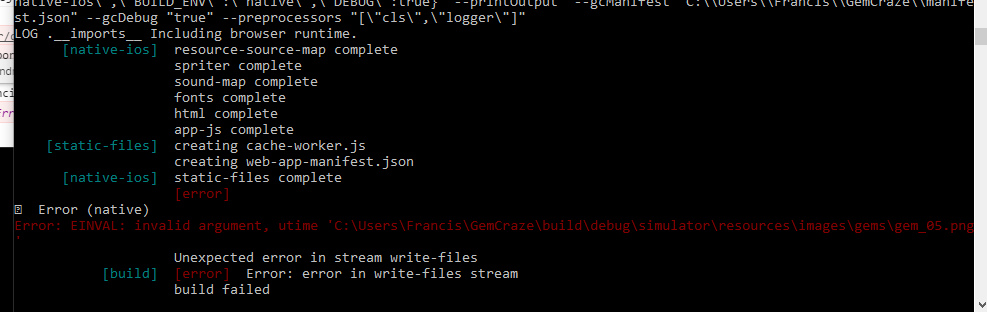 native-ios\",\"BUILD_ENV\":\"native\",\"DEBUG\":true}" --printOutput --gcManifest "C:\\Users\\Francis\\GemCraze\\manife
st.json" --gcDebug "true" --preprocessors "[\"cls\",\"logger\"]"
LOG .__imports__ Including browser runtime.
[native-ios] resource-source-map complete
spriter complete
sound-map complete
fonts complete
html complete
app-js complete
[static-files] creating cache-worker.js
creating web-app-manifest.json
[native-ios] static-files complete
[error]
Error (native)
Error: EINVAL: invalid argument, utime 'C:\Users\Francis\GemCraze\build\debug\simulator\resources\images\gems\gem_05.png
'
Unexpected error in stream write-files
[build] [error] Error: error in write-files stream
build failed